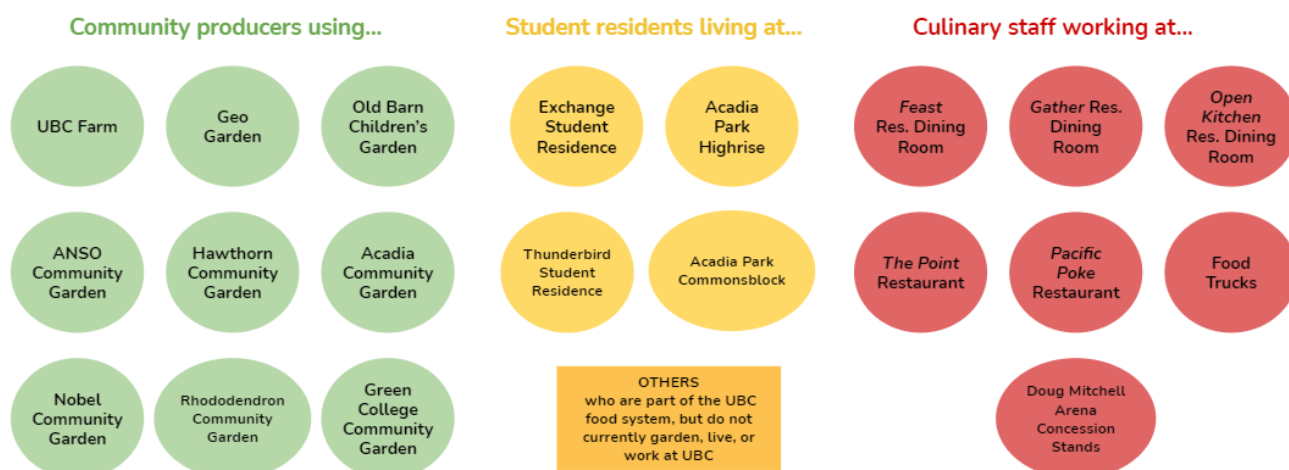 Community producers using...
Student residents living at...
Culinary staff working at...
UBC Farm
Geo
Garden
Old Barn
Children's
Garden
Exchange
Student
Residence
Acadia
Park
Highrise
Feast
Res. Dining
Room
Gather Res.
Dining
Room
Open
Kitchen
Res. Dining
Room
ANSO
Community
Garden
Hawthorn
Community
Garden
Acadia
Community
Garden
Thunderbird
Student
Residence
Acadia Park
Commonsblock
The Point
Restaurant
Pacific
Poke
Restaurant
Food
Trucks
Nobel
Community
Garden
Rhododendron
Community
Garden
Green
College
Community
Garden
OTHERS
who are part of the UBC
food system, but do not
currently garden, live, or
work at UBC
Doug Mitchell
Arena
Concession
Stands